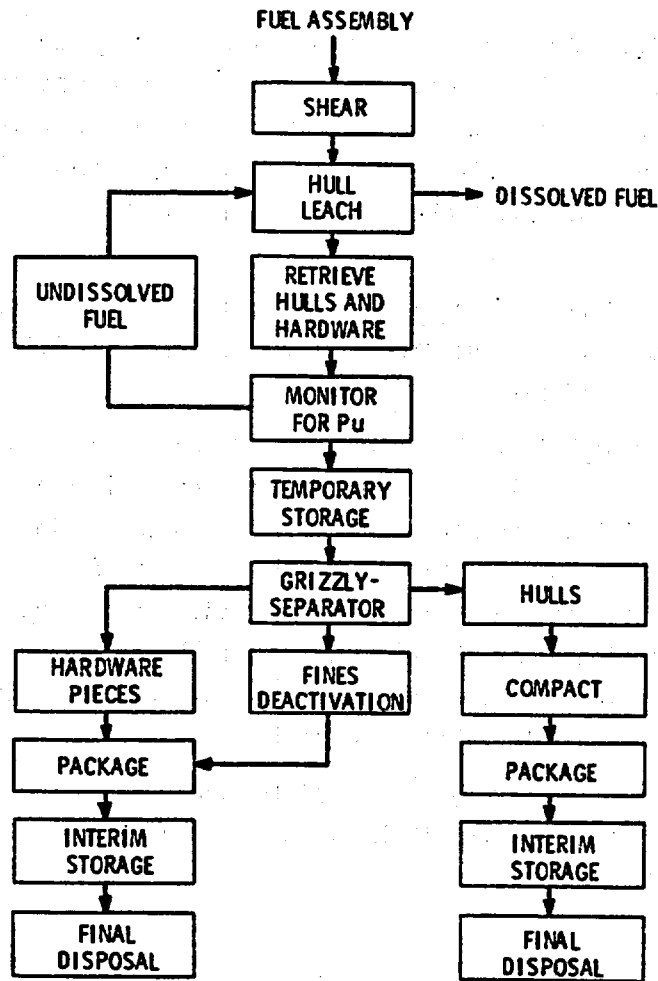 FUEL ASSEMBLY
SHEAR
HULL
LEACH
DISSOLVED FUEL
UNDISSOLVED
FUEL
RETRIEVE
HULLS AND
HARDWARE
MONITOR
FOR Pu
TEMPORARY
STORAGE
GRIZZLY-
SEPARATOR
HULLS
HARDWARE
PIECES
FINES
DEACTIVATION
COMPACT
PACKAGE
PACKAGE
INTERIM
STORAGE
INTERIM
STORAGE
FINAL
DISPOSAL
FINAL
DISPOSAL